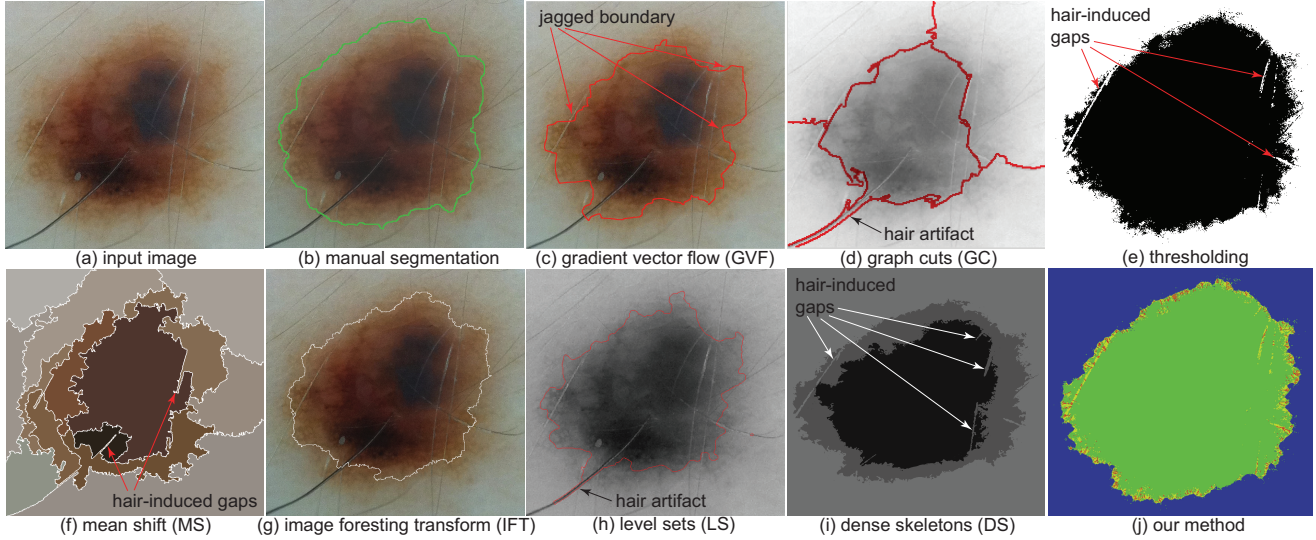 jagged boundary
hair-induced
gaps
hair artifact
(a) input image
(b) manual segmentation
(c) gradient vector flow (GVF)
(d) graph cuts (GC)
(e) thresholding
hair-induced
gaps
hair-induced gaps
hair artifact
(f) mean shift (MS)
(g) image foresting transform (IFT)
(h) level sets (LS)
(i) dense skeletons (DS)
(j) our method